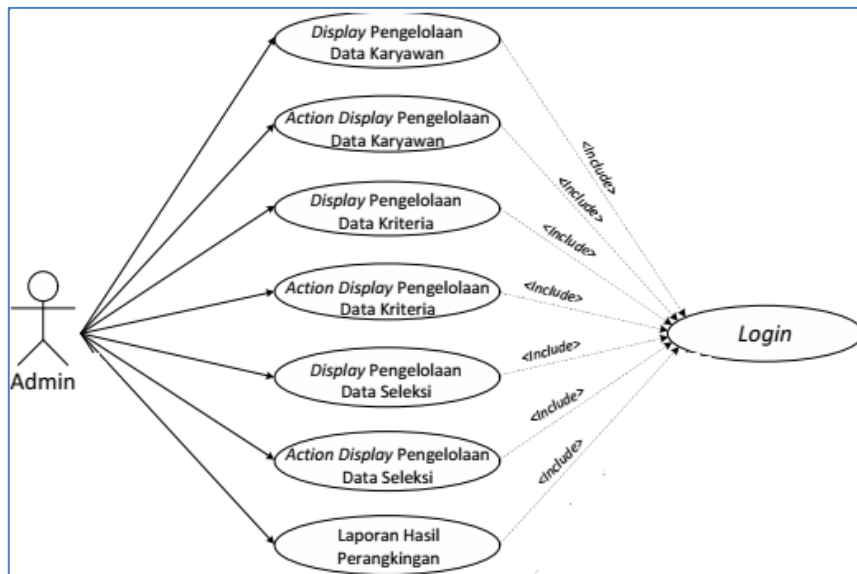 Display Pengelolaan
Data Karyawan
Action Display Pengelolaan
Data Karyawan
Display Pengelolaan
Data Kriteria
Action Display Pengelolaan
Data Kriteria
Display Pengelolaan
Data Seleksi
Action Display Pengelolaan
Data Seleksi
Laporan Hasil
Perangkingan
Admin
<Include>
<Include>
<Include>
<Include>
<Include>
<Include>
<Include>
Login